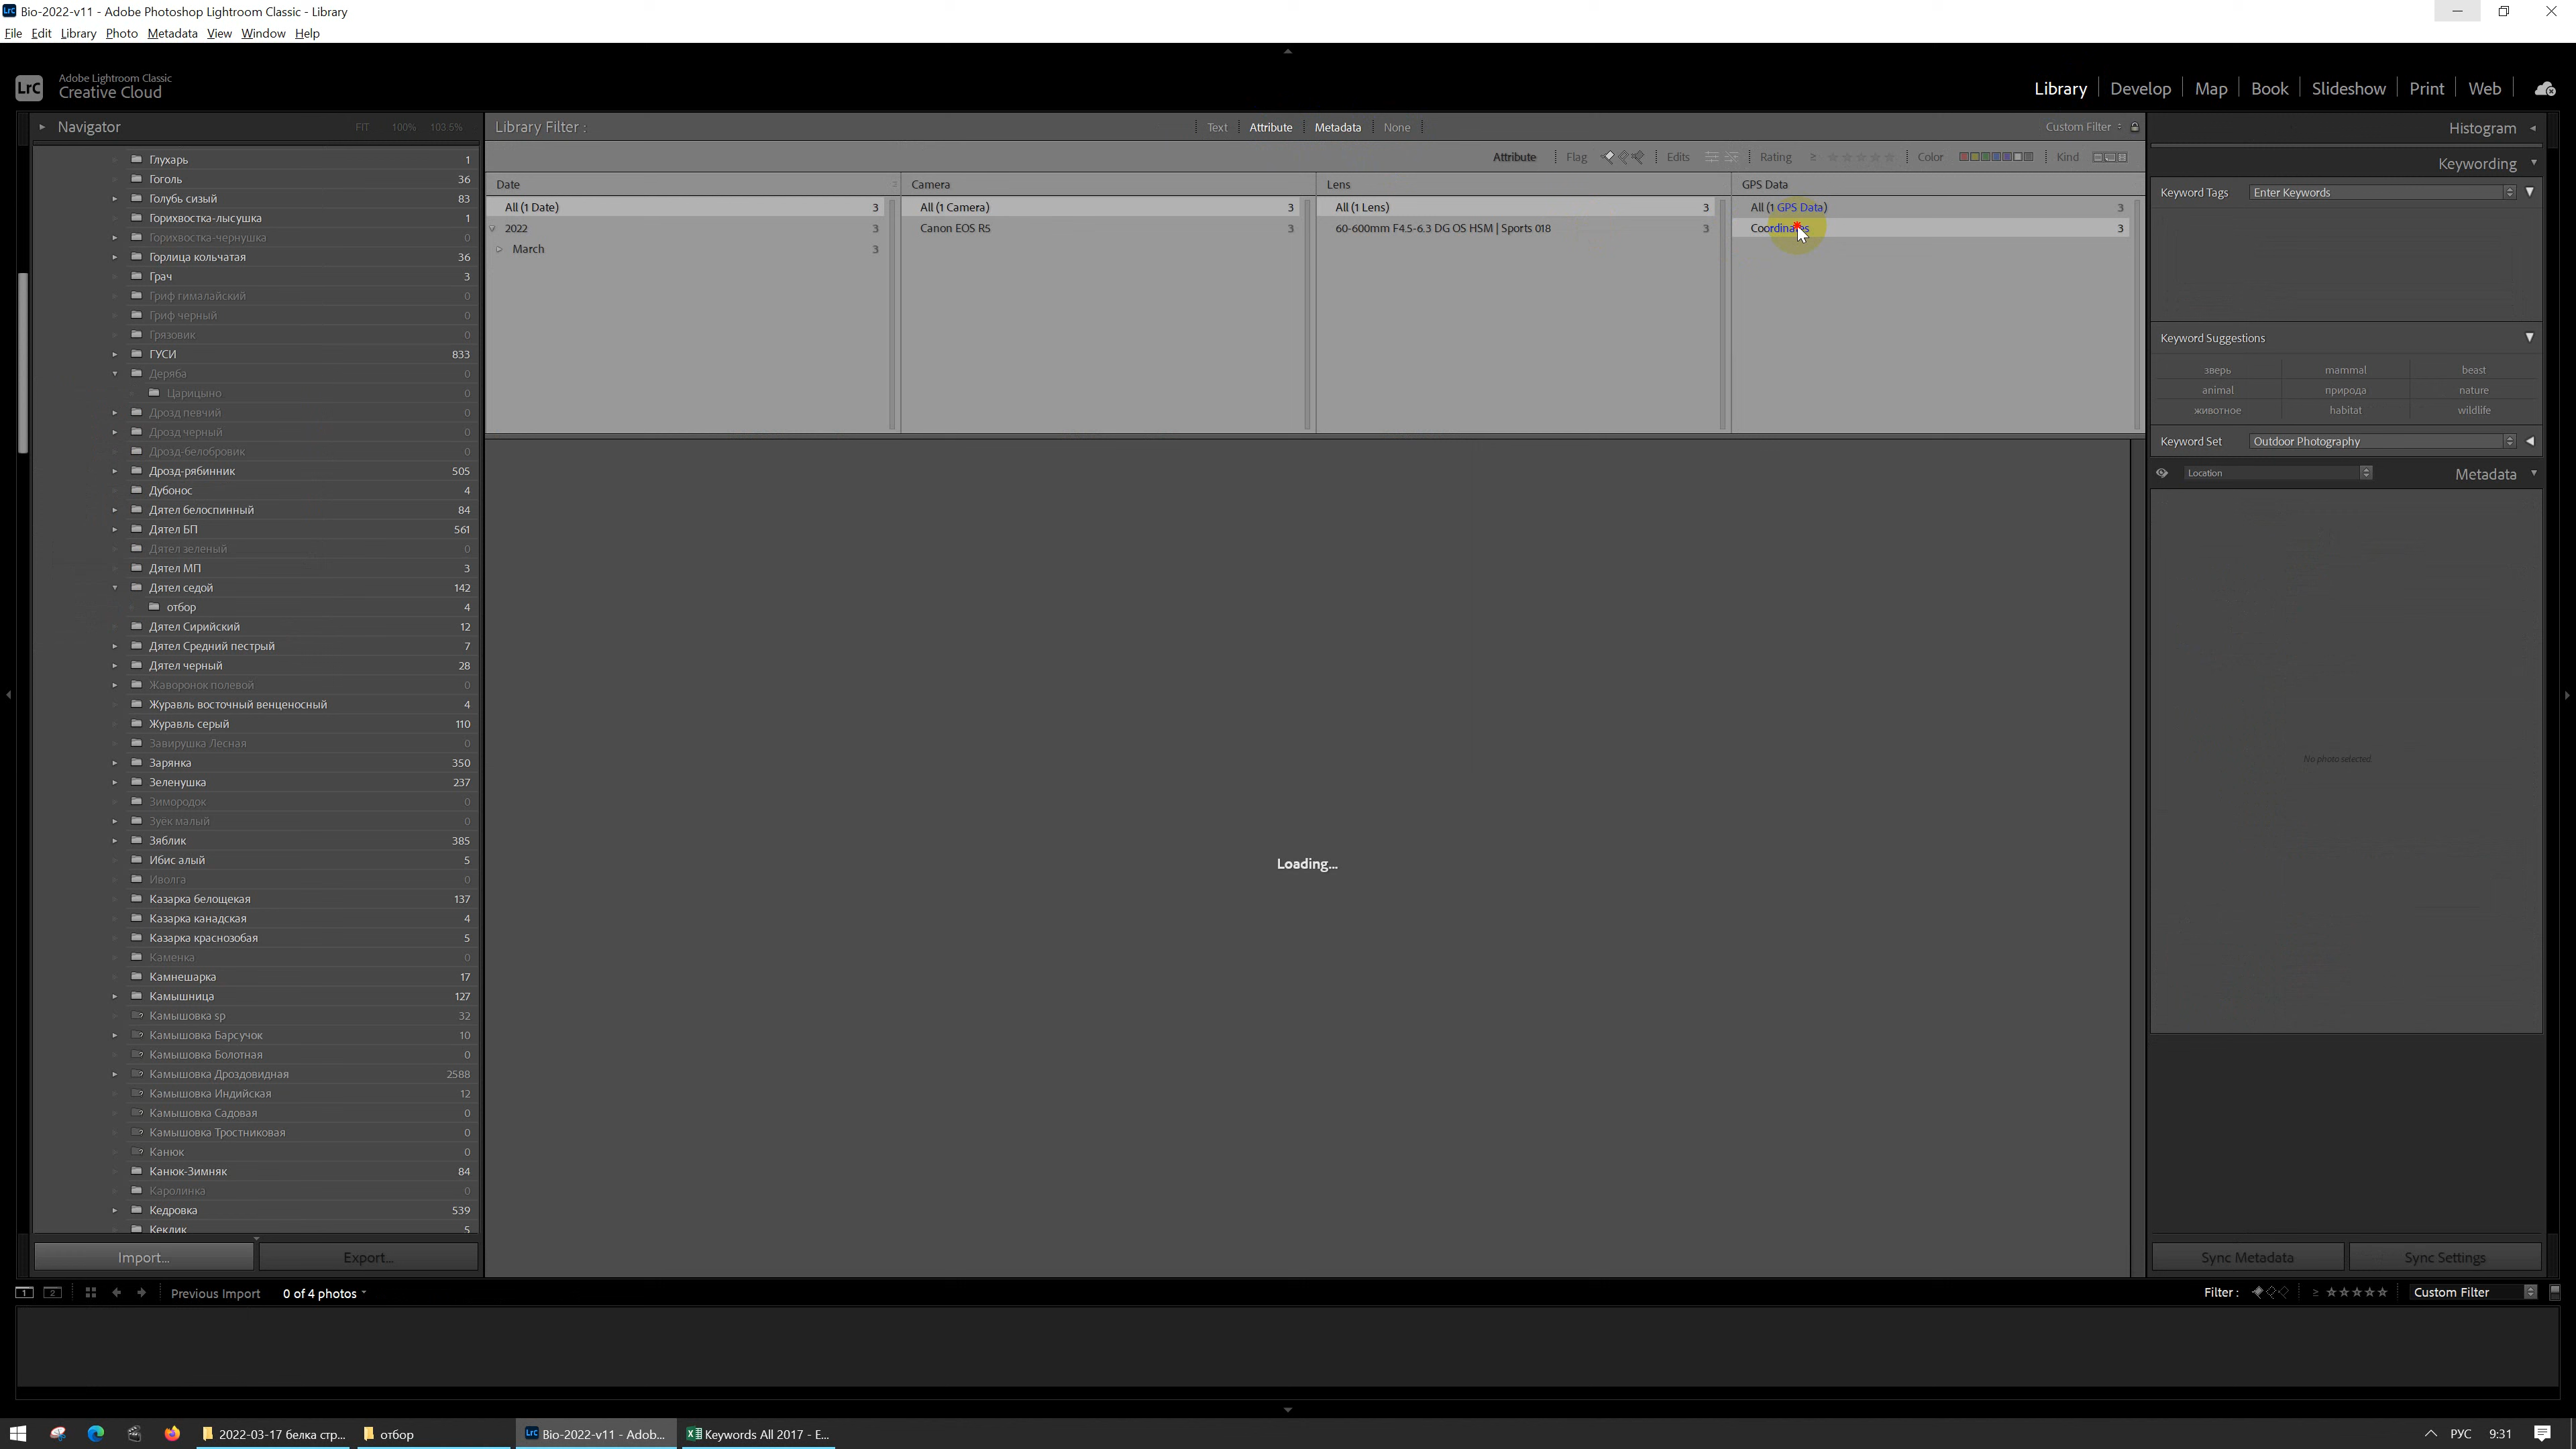 Bio-2022-v11 - Adobe Photoshop Lightroom Classic - Library
File Edit Library Photo Metadata View Window Help
LrC
Adobe Lightroom Classic
Creative Cloud
Library Develop Map Book Slideshow Print Web
Navigator FIT 100% 103.5%
Глухарь 1
Гоголь 36
Голубь сизый 83
Горихвостка-лысушка 1
Горихвостка-чернушка 0
Горлица кольчатая 36
Грач 3
Гриф гималайский 0
Гриф черный 0
Грязовик 0
ГУСИ 833
Деряба 0
Царицыно 0
Дрозд певчий 0
Дрозд черный 0
Дрозд-белобровик 0
Дрозд-рябинник 505
Дубонос 4
Дятел белоспинный 84
Дятел БП 561
Дятел зеленый 0
Дятел МП 3
Дятел седой 142
отбор 4
Дятел Сирийский 12
Дятел Средний пестрый 7
Дятел черный 28
Жаворонок полевой 0
Журавль восточный венценосный 4
Журавль серый 110
Завирушка Лесная 0
Зарянка 350
Зеленушка 237
Зимородок 0
Зуёк малый 0
Зяблик 385
Ибис алый 5
Иволга 0
Казарка белощекая 137
Казарка канадская 4
Казарка краснозобая 5
Каменка 0
Камнешарка 17
Камышница 127
Камышовка sp 32
Камышовка Барсучок 10
Камышовка Болотная 0
Камышовка Дроздовидная 2588
Камышовка Индийская 12
Камышовка Садовая 0
Камышовка Тростниковая 0
Канюк 0
Канюк-Зимняк 84
Каролинка 0
Кедровка 539
Кеклик 5
Import... Export...
Library Filter : Text Attribute Metadata None Custom Filter
Attribute Flag Edits Rating ≥ Color Kind
Date Camera Lens GPS Data
All (1 Date) 3 All (1 Camera) 3 All (1 Lens) 3 All (1 GPS Data) 3
2022 3 Canon EOS R5 3 60-600mm F4.5-6.3 DG OS HSM | Sports 018 3 Coordinates 3
March 3
Loading...
Histogram
Keywording
Keyword Tags Enter Keywords
Keyword Suggestions
зверь mammal beast
animal природа nature
животное habitat wildlife
Keyword Set Outdoor Photography
Location Metadata
No photo selected.
Sync Metadata Sync Settings
1 2 Previous Import 0 of 4 photos Filter : ≥ Custom Filter
2022-03-17 белка стр... отбор LrC Bio-2022-v11 - Adob... Keywords All 2017 - E... РУС 9:31